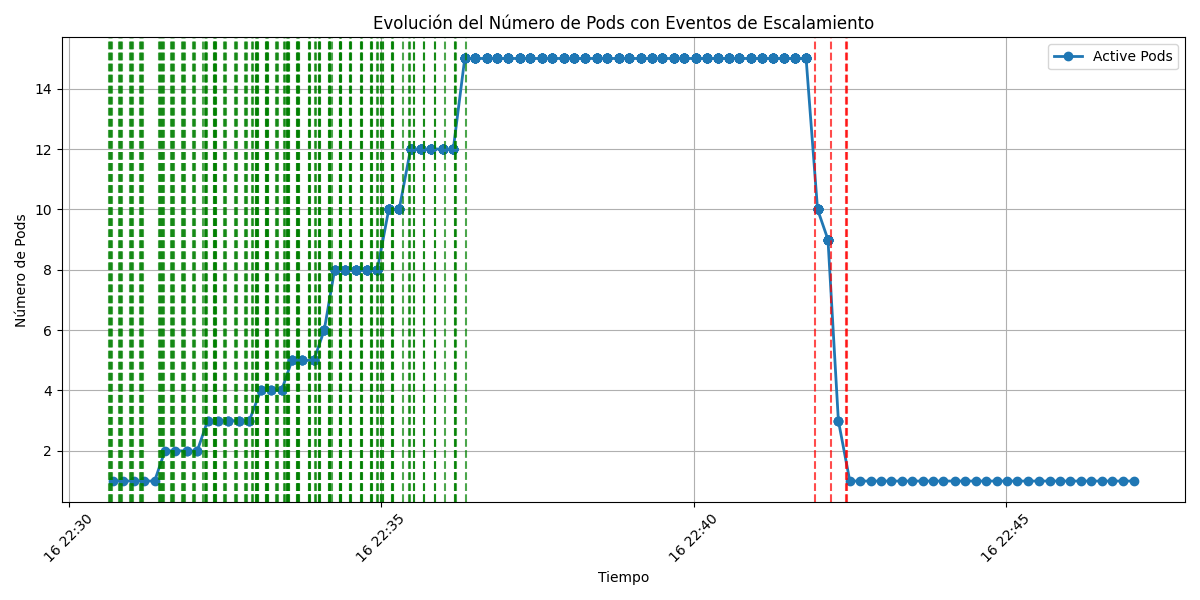 Evolución del Número de Pods con Eventos de Escalamiento
Active Pods
Número de Pods
14
12
10
8
6
4
2
16 22:30
16 22:35
16 22:40
16 22:45
Tiempo